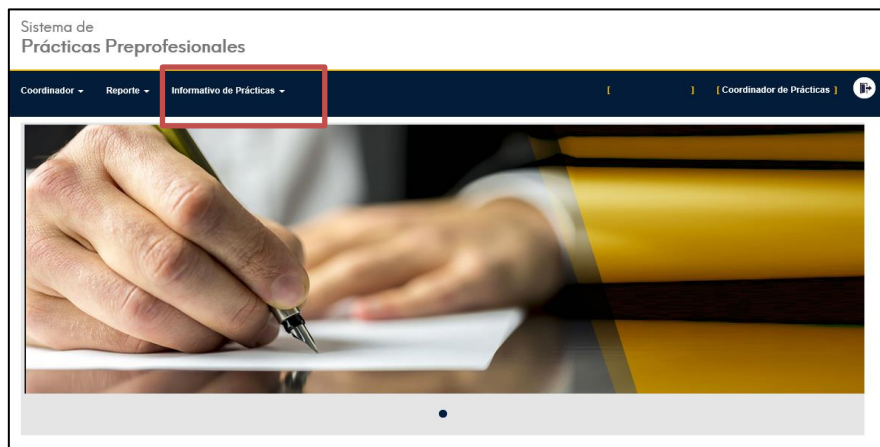 Sistema de
Prácticas Preprofesionales
Coordinador Reporte Informativo de Prácticas [ ] [ Coordinador de Prácticas ]